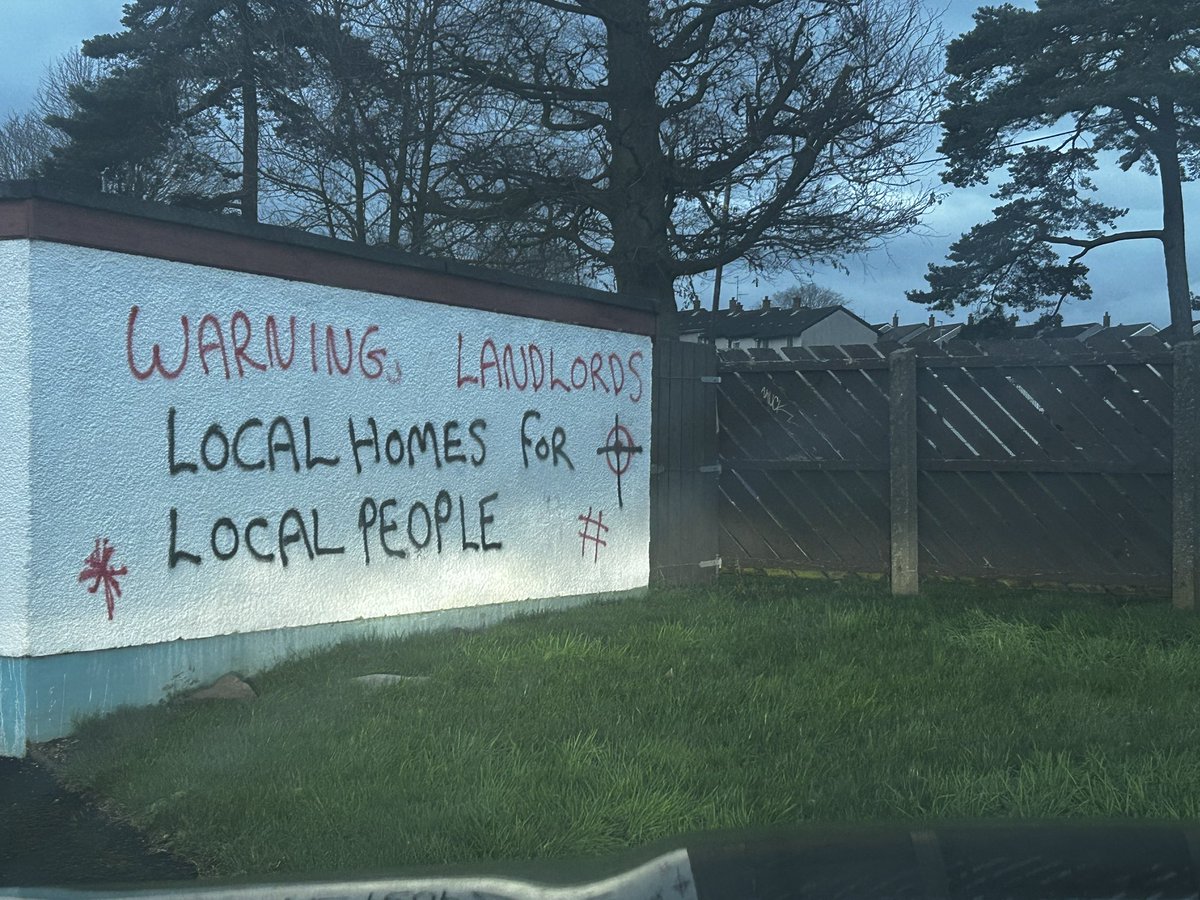 WARNING, LANDLORDS
LOCAL HOMES FOR
LOCAL PEOPLE
#